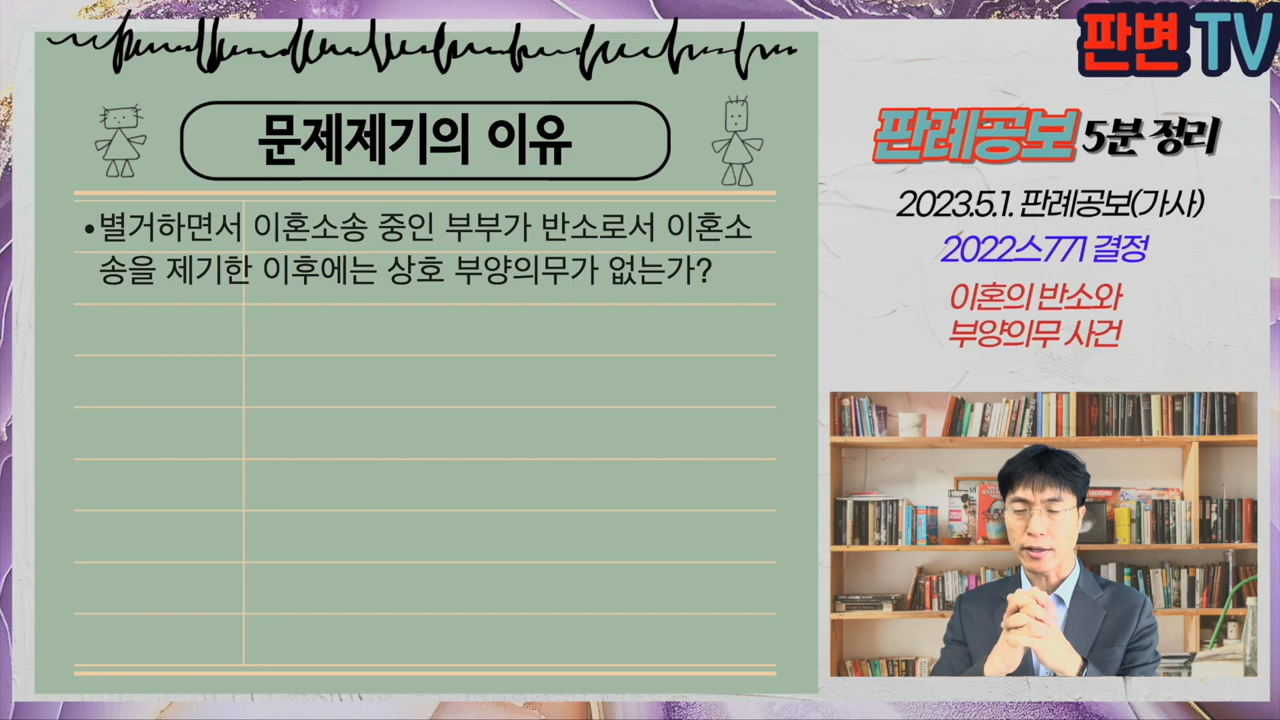 판변 TV
문제제기의 이유
•별거하면서 이혼소송 중인 부부가 반소로서 이혼소
송을 제기한 이후에는 상호 부양의무가 없는가?
판례공보 5분 정리
2023.5.1. 판례공보(가사)
2022스771 결정
이혼의 반소와
부양의무 사건